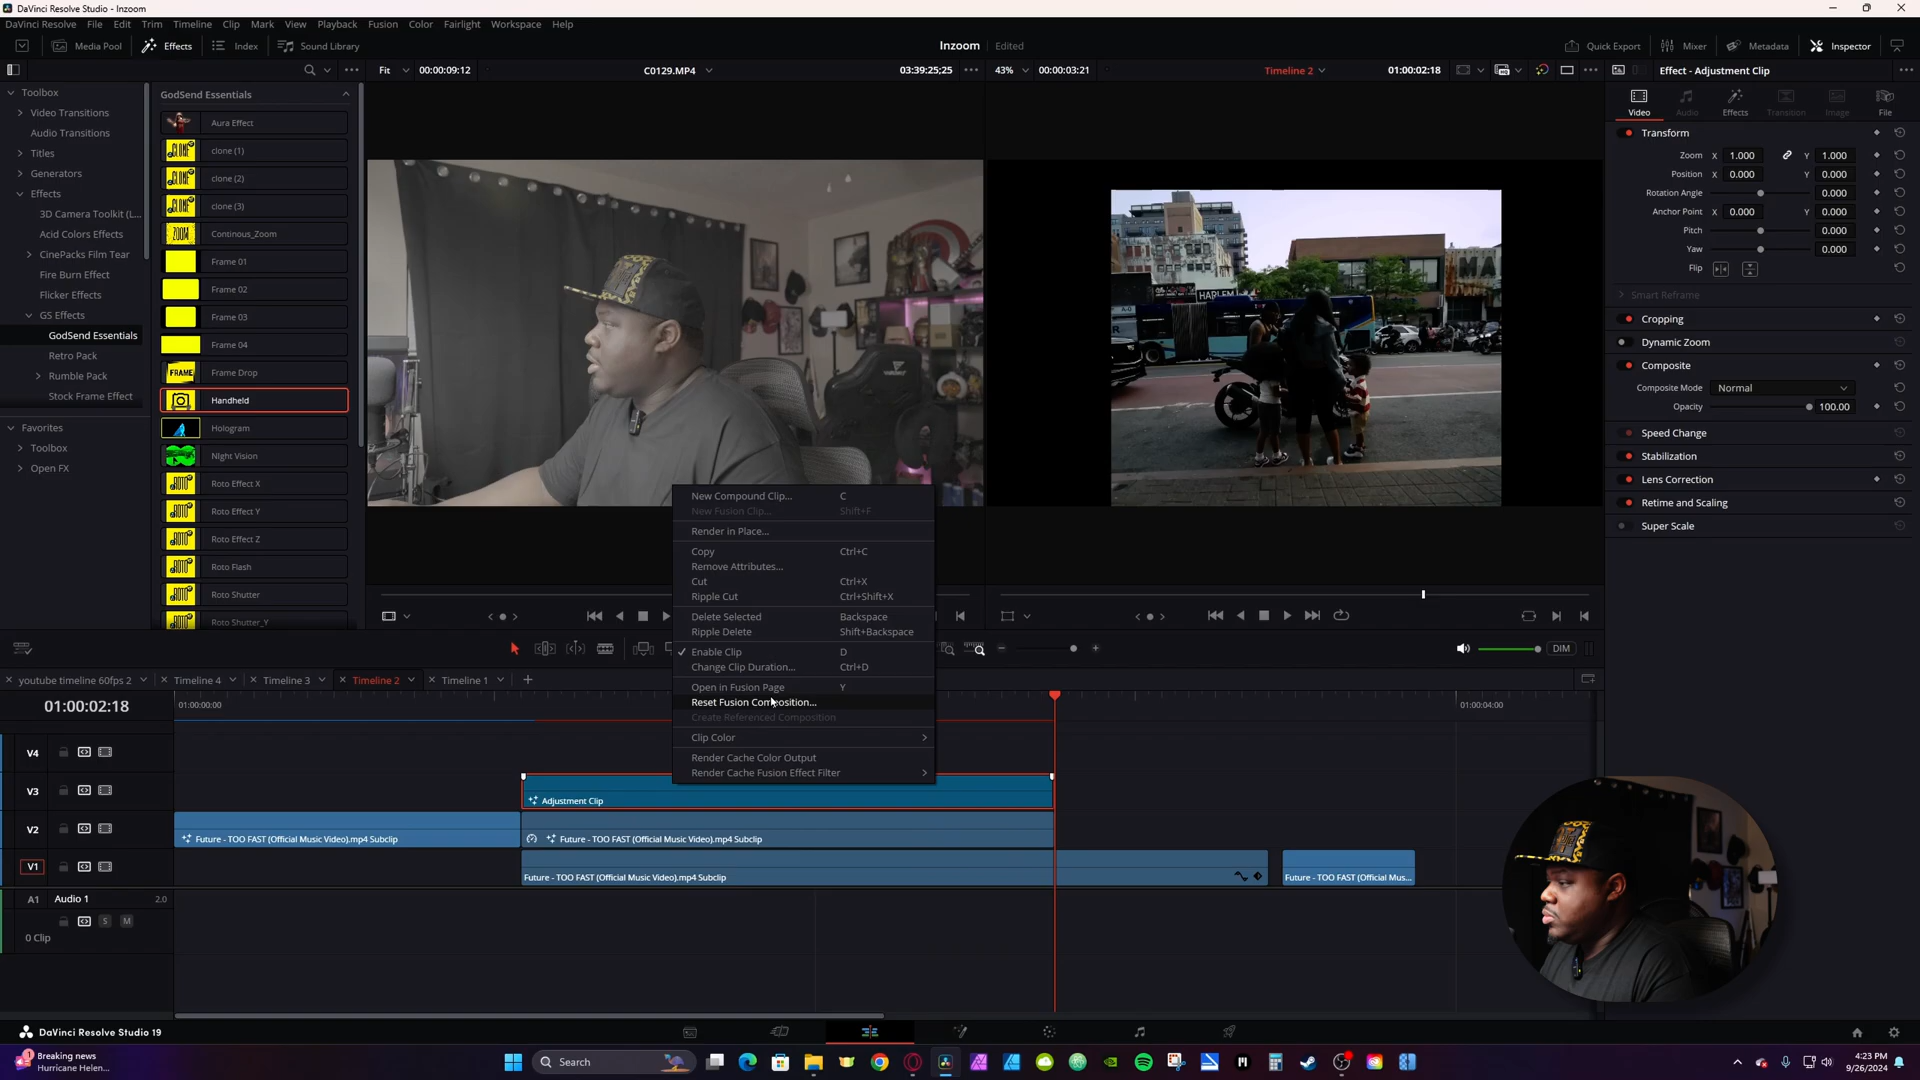 DaVinci Resolve Studio - Inzoom
DaVinci Resolve File Edit Trim Timeline Clip Mark View Playback Fusion Color Fairlight Workspace Help
Media Pool Effects Index Sound Library Inzoom Edited Quick Export Mixer Metadata Inspector
Fit 00:00:09:12 C0129.MP4 03:39:25;25 43% 00:00:03:21 Timeline 2 01:00:02:18 Effect - Adjustment Clip
Toolbox
Video Transitions
Audio Transitions
Titles
Generators
Effects
3D Camera Toolkit (L...
Acid Colors Effects
CinePacks Film Tear
Fire Burn Effect
Flicker Effects
GS Effects
GodSend Essentials
Retro Pack
Rumble Pack
Stock Frame Effect
Favorites
Toolbox
Open FX
GodSend Essentials
Aura Effect
clone (1)
clone (2)
clone (3)
Continous_Zoom
Frame 01
Frame 02
Frame 03
Frame 04
Frame Drop
Handheld
Hologram
Night Vision
Roto Effect X
Roto Effect Y
Roto Effect Z
Roto Flash
Roto Shutter
Roto Shutter_Y
HARLEM
Video Audio Effects Transition Image File
Transform
Zoom X 1.000 Y 1.000
Position X 0.000 Y 0.000
Rotation Angle 0.000
Anchor Point X 0.000 Y 0.000
Pitch 0.000
Yaw 0.000
Flip
Smart Reframe
Cropping
Dynamic Zoom
Composite
Composite Mode Normal
Opacity 100.00
Speed Change
Stabilization
Lens Correction
Retime and Scaling
Super Scale
New Compound Clip... C
New Fusion Clip... Shift+F
Render in Place...
Copy Ctrl+C
Remove Attributes...
Cut Ctrl+X
Ripple Cut Ctrl+Shift+X
Delete Selected Backspace
Ripple Delete Shift+Backspace
Enable Clip D
Change Clip Duration... Ctrl+D
Open in Fusion Page Y
Reset Fusion Composition...
Create Referenced Composition
Clip Color
Render Cache Color Output
Render Cache Fusion Effect Filter
DIM
youtube timeline 60fps 2 Timeline 4 Timeline 3 Timeline 2 Timeline 1
01:00:02:18 01:00:00:00 01:00:04:00
V4
V3 Adjustment Clip
V2 Future - TOO FAST (Official Music Video).mp4 Subclip Future - TOO FAST (Official Music Video).mp4 Subclip
V1 Future - TOO FAST (Official Music Video).mp4 Subclip Future - TOO FAST (Official Mus...
A1 Audio 1 2.0
S M
0 Clip
DaVinci Resolve Studio 19
Breaking news
Hurricane Helen...
Search
4:23 PM
9/26/2024